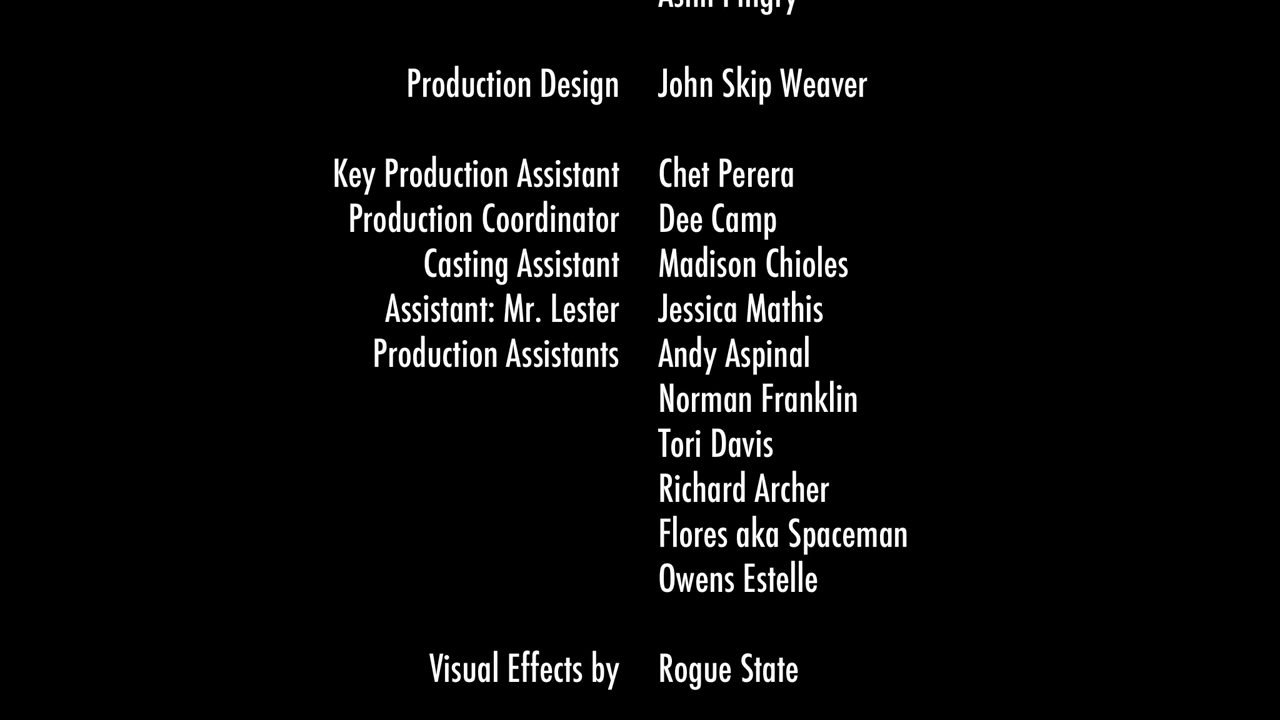 Production Design John Skip Weaver
Key Production Assistant Chet Perera
Production Coordinator Dee Camp
Casting Assistant Madison Chioles
Assistant: Mr. Lester Jessica Mathis
Production Assistants Andy Aspinal
Norman Franklin
Tori Davis
Richard Archer
Flores aka Spaceman
Owens Estelle
Visual Effects by Rogue State